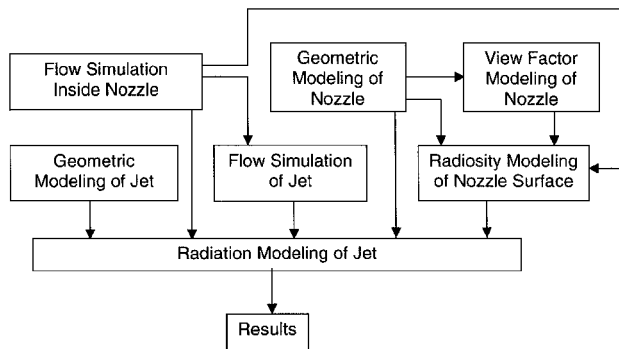 Flow Simulation
Inside Nozzle
Geometric
Modeling of
Nozzle
View Factor
Modeling of
Nozzle
Geometric
Modeling of Jet
Flow Simulation
of Jet
Radiosity Modeling
of Nozzle Surface
Radiation Modeling of Jet
Results